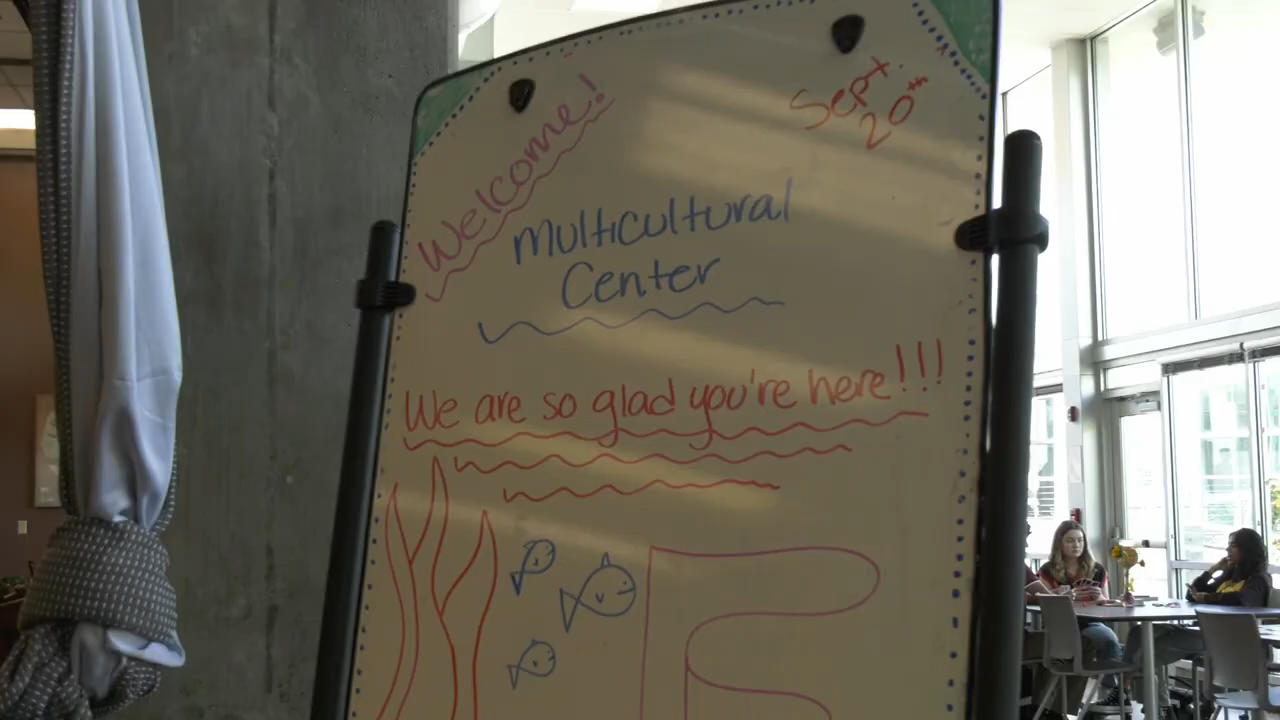 Welcome!
Sept.
20th
Multicultural
Center
We are so glad you're here!!!